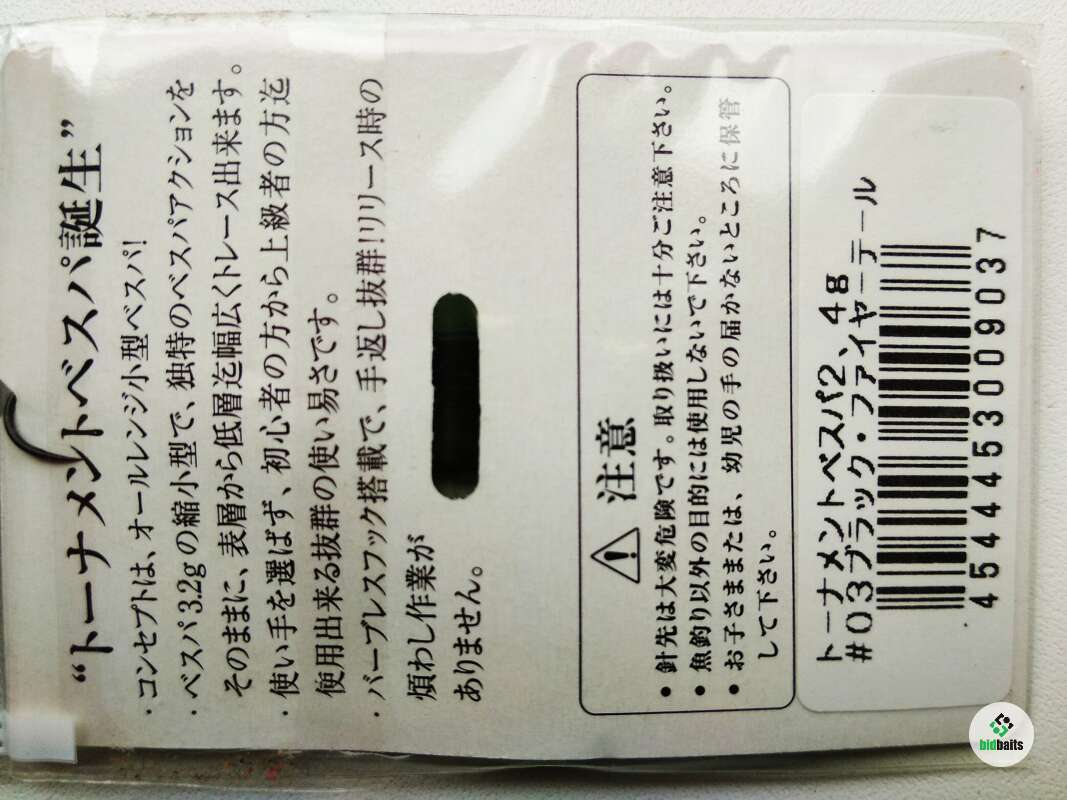 “トーナメントベスパ誕生”
・コンセプトは、オールレンジ小型ベスパ!
・ベスパ3.2gの縮小型で、独特のベスパアクションを
そのままに、表層から低層迄幅広くトレース出来ます。
・使い手を選ばず、初心者の方から上級者の方迄
使用出来る抜群の使い易さです。
・バーブレスフック搭載で、手返し抜群!リリース時の
煩わし作業が
ありません。
注意
●針先は大変危険です。取り扱いには十分ご注意下さい。
●魚釣り以外の目的には使用しないで下さい。
●お子さままたは、幼児の手の届かないところに保管
して下さい。
トーナメントベスパ2.4g
#03ブラック・ファイヤーテール
4544453009037
bidbaits